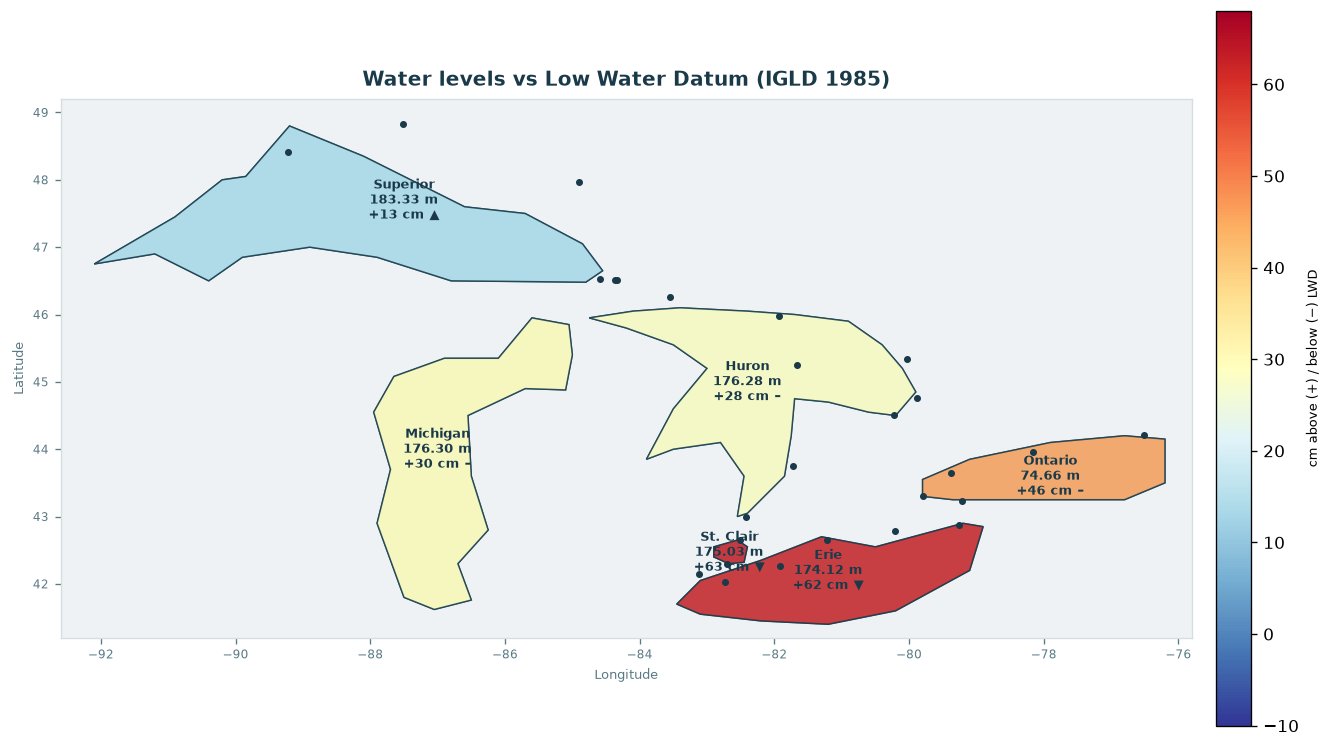 Water levels vs Low Water Datum (IGLD 1985)
Latitude
49
48
47
46
45
44
43
42
Superior
183.33 m
+13 cm ▲
Michigan
176.30 m
+30 cm –
Huron
176.28 m
+28 cm –
Ontario
74.66 m
+46 cm –
St. Clair
175.03 m
+63 cm ▼
Erie
174.12 m
+62 cm ▼
−92
−90
−88
−86
−84
−82
−80
−78
−76
Longitude
60
50
40
30
20
10
0
−10
cm above (+) / below (−) LWD